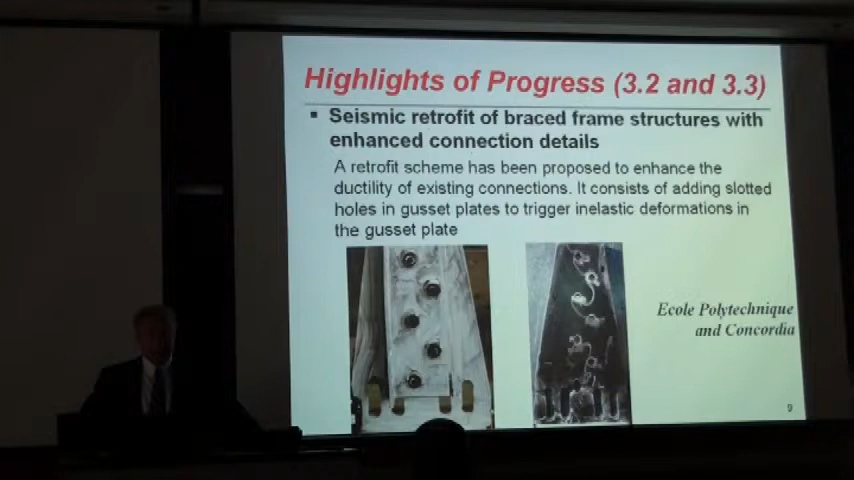 Highlights of Progress (3.2 and 3.3)
▪ Seismic retrofit of braced frame structures with
enhanced connection details
A retrofit scheme has been proposed to enhance the
ductility of existing connections. It consists of adding slotted
holes in gusset plates to trigger inelastic deformations in
the gusset plate
Ecole Polytechnique
and Concordia
9